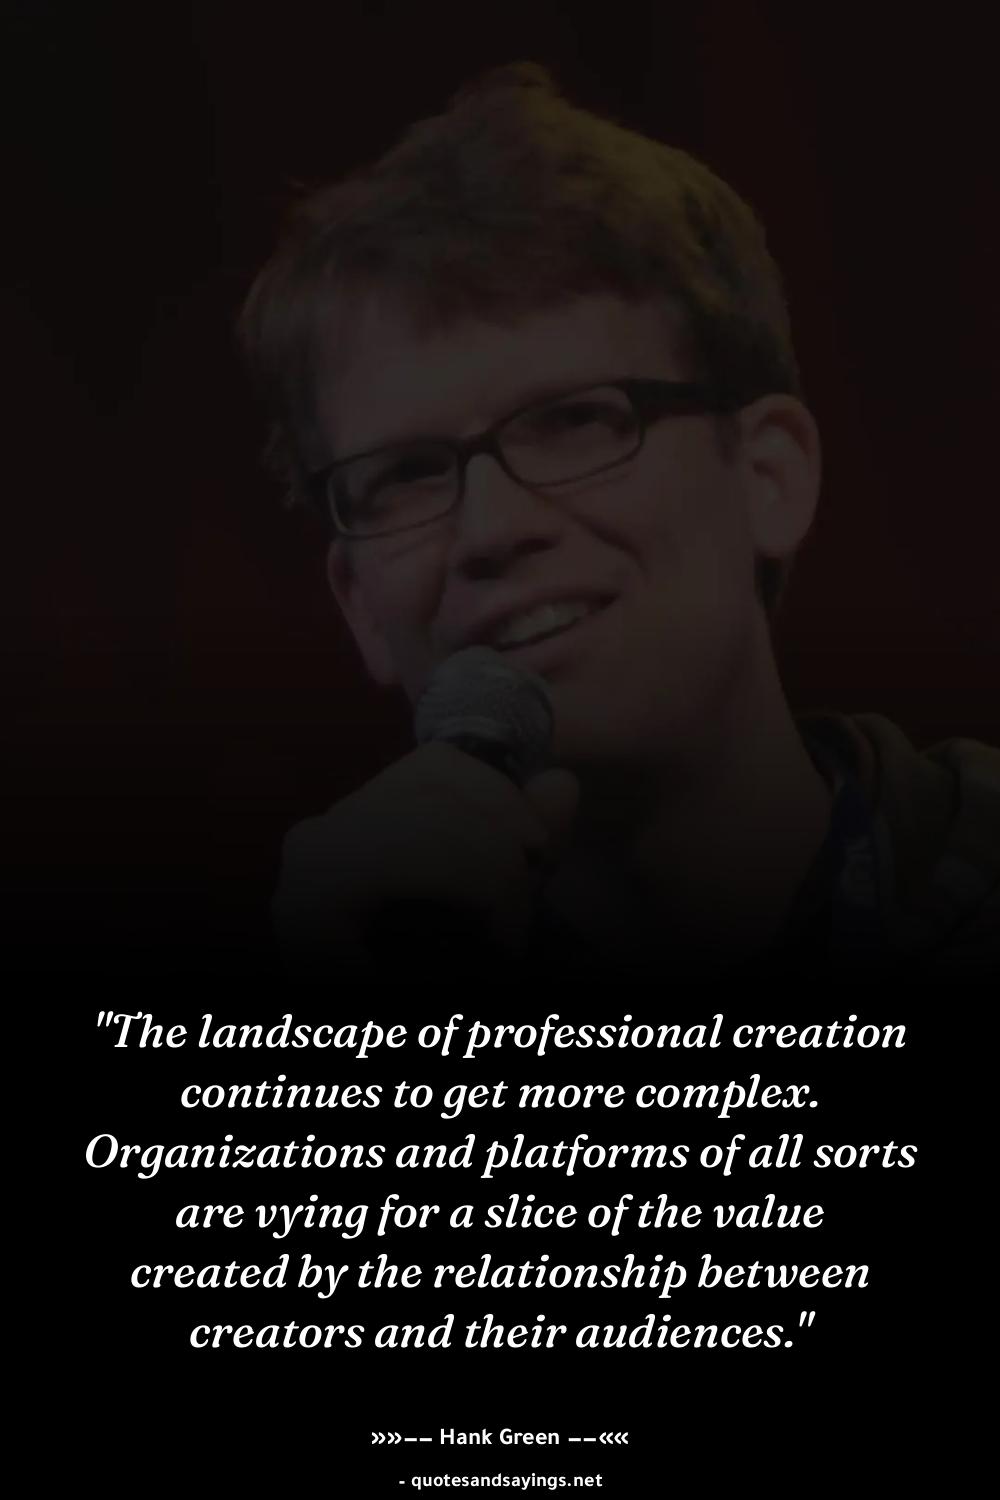 "The landscape of professional creation
continues to get more complex.
Organizations and platforms of all sorts
are vying for a slice of the value
created by the relationship between
creators and their audiences."
»»–– Hank Green ––««
- quotesandsayings.net